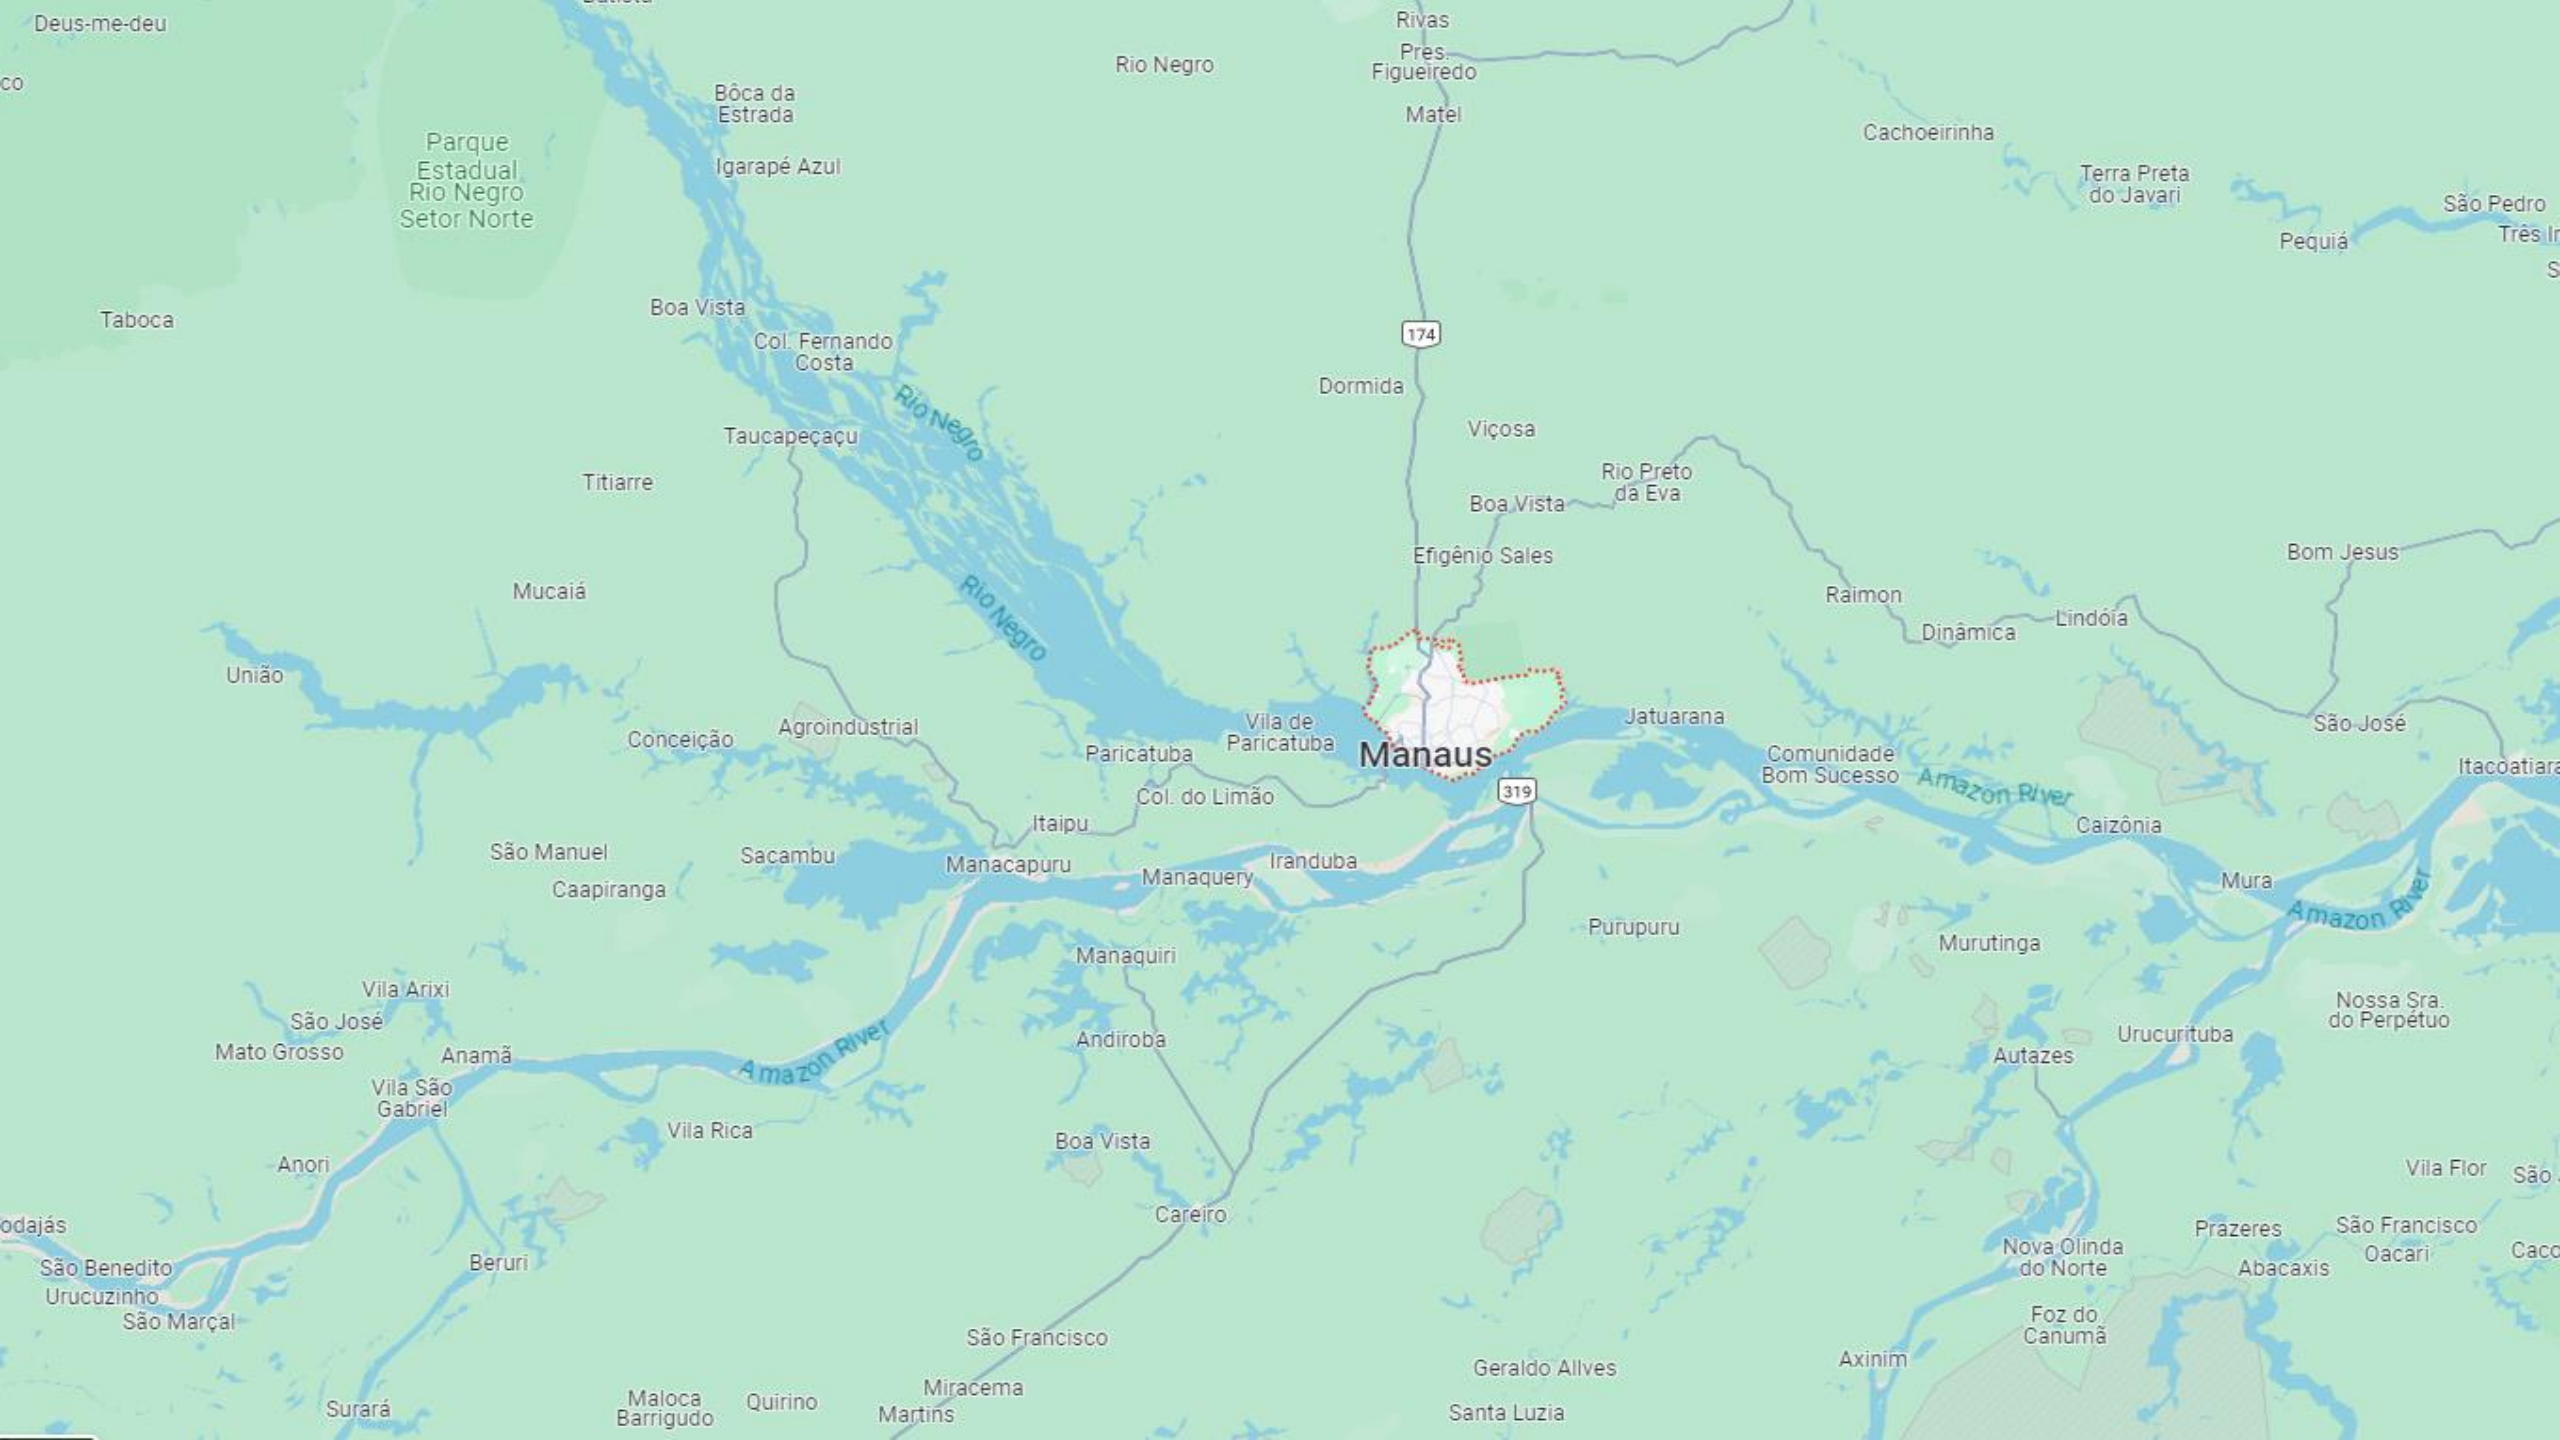 Deus-me-deu
Rivas
Pres.
Figueiredo
Rio Negro
Matel
Bôca da
Estrada
Igarapé Azul
Parque
Estadual
Rio Negro
Setor Norte
Cachoeirinha
Terra Preta
do Javari
São Pedro
Pequiá
Três Ir
S
co
Taboca
Boa Vista
Col. Fernando
Costa
174
Dormida
Rio Negro
Taucapeçaçu
Viçosa
Titiarre
Rio Preto
da Eva
Boa Vista
Efigênio Sales
Bom Jesus
Mucaiá
Rio Negro
Raimon
Dinâmica
Lindóia
União
Conceição
Agroindustrial
Vila de
Paricatuba
Paricatuba
Manaus
Jatuarana
São José
Comunidade
Bom Sucesso
Amazon River
Itacoatiara
319
Col. do Limão
Itaipu
Caizônia
São Manuel
Sacambu
Manacapuru
Manaquery
Iranduba
Caapiranga
Mura
Amazon River
Purupuru
Murutinga
Manaquiri
Vila Arixi
São José
Mato Grosso
Anamã
Amazon River
Andiroba
Nossa Sra.
do Perpétuo
Urucurituba
Autazes
Vila São
Gabriel
Vila Rica
Boa Vista
Anori
Vila Flor
São
odajás
Careiro
Prazeres
São Francisco
Oacari
Caco
São Benedito
Beruri
Nova Olinda
do Norte
Abacaxis
Urucuzinho
São Marçal
Foz do
Canumã
São Francisco
Axinim
Geraldo Allves
Miracema
Maloca
Barrigudo
Quirino
Martins
Surará
Santa Luzia